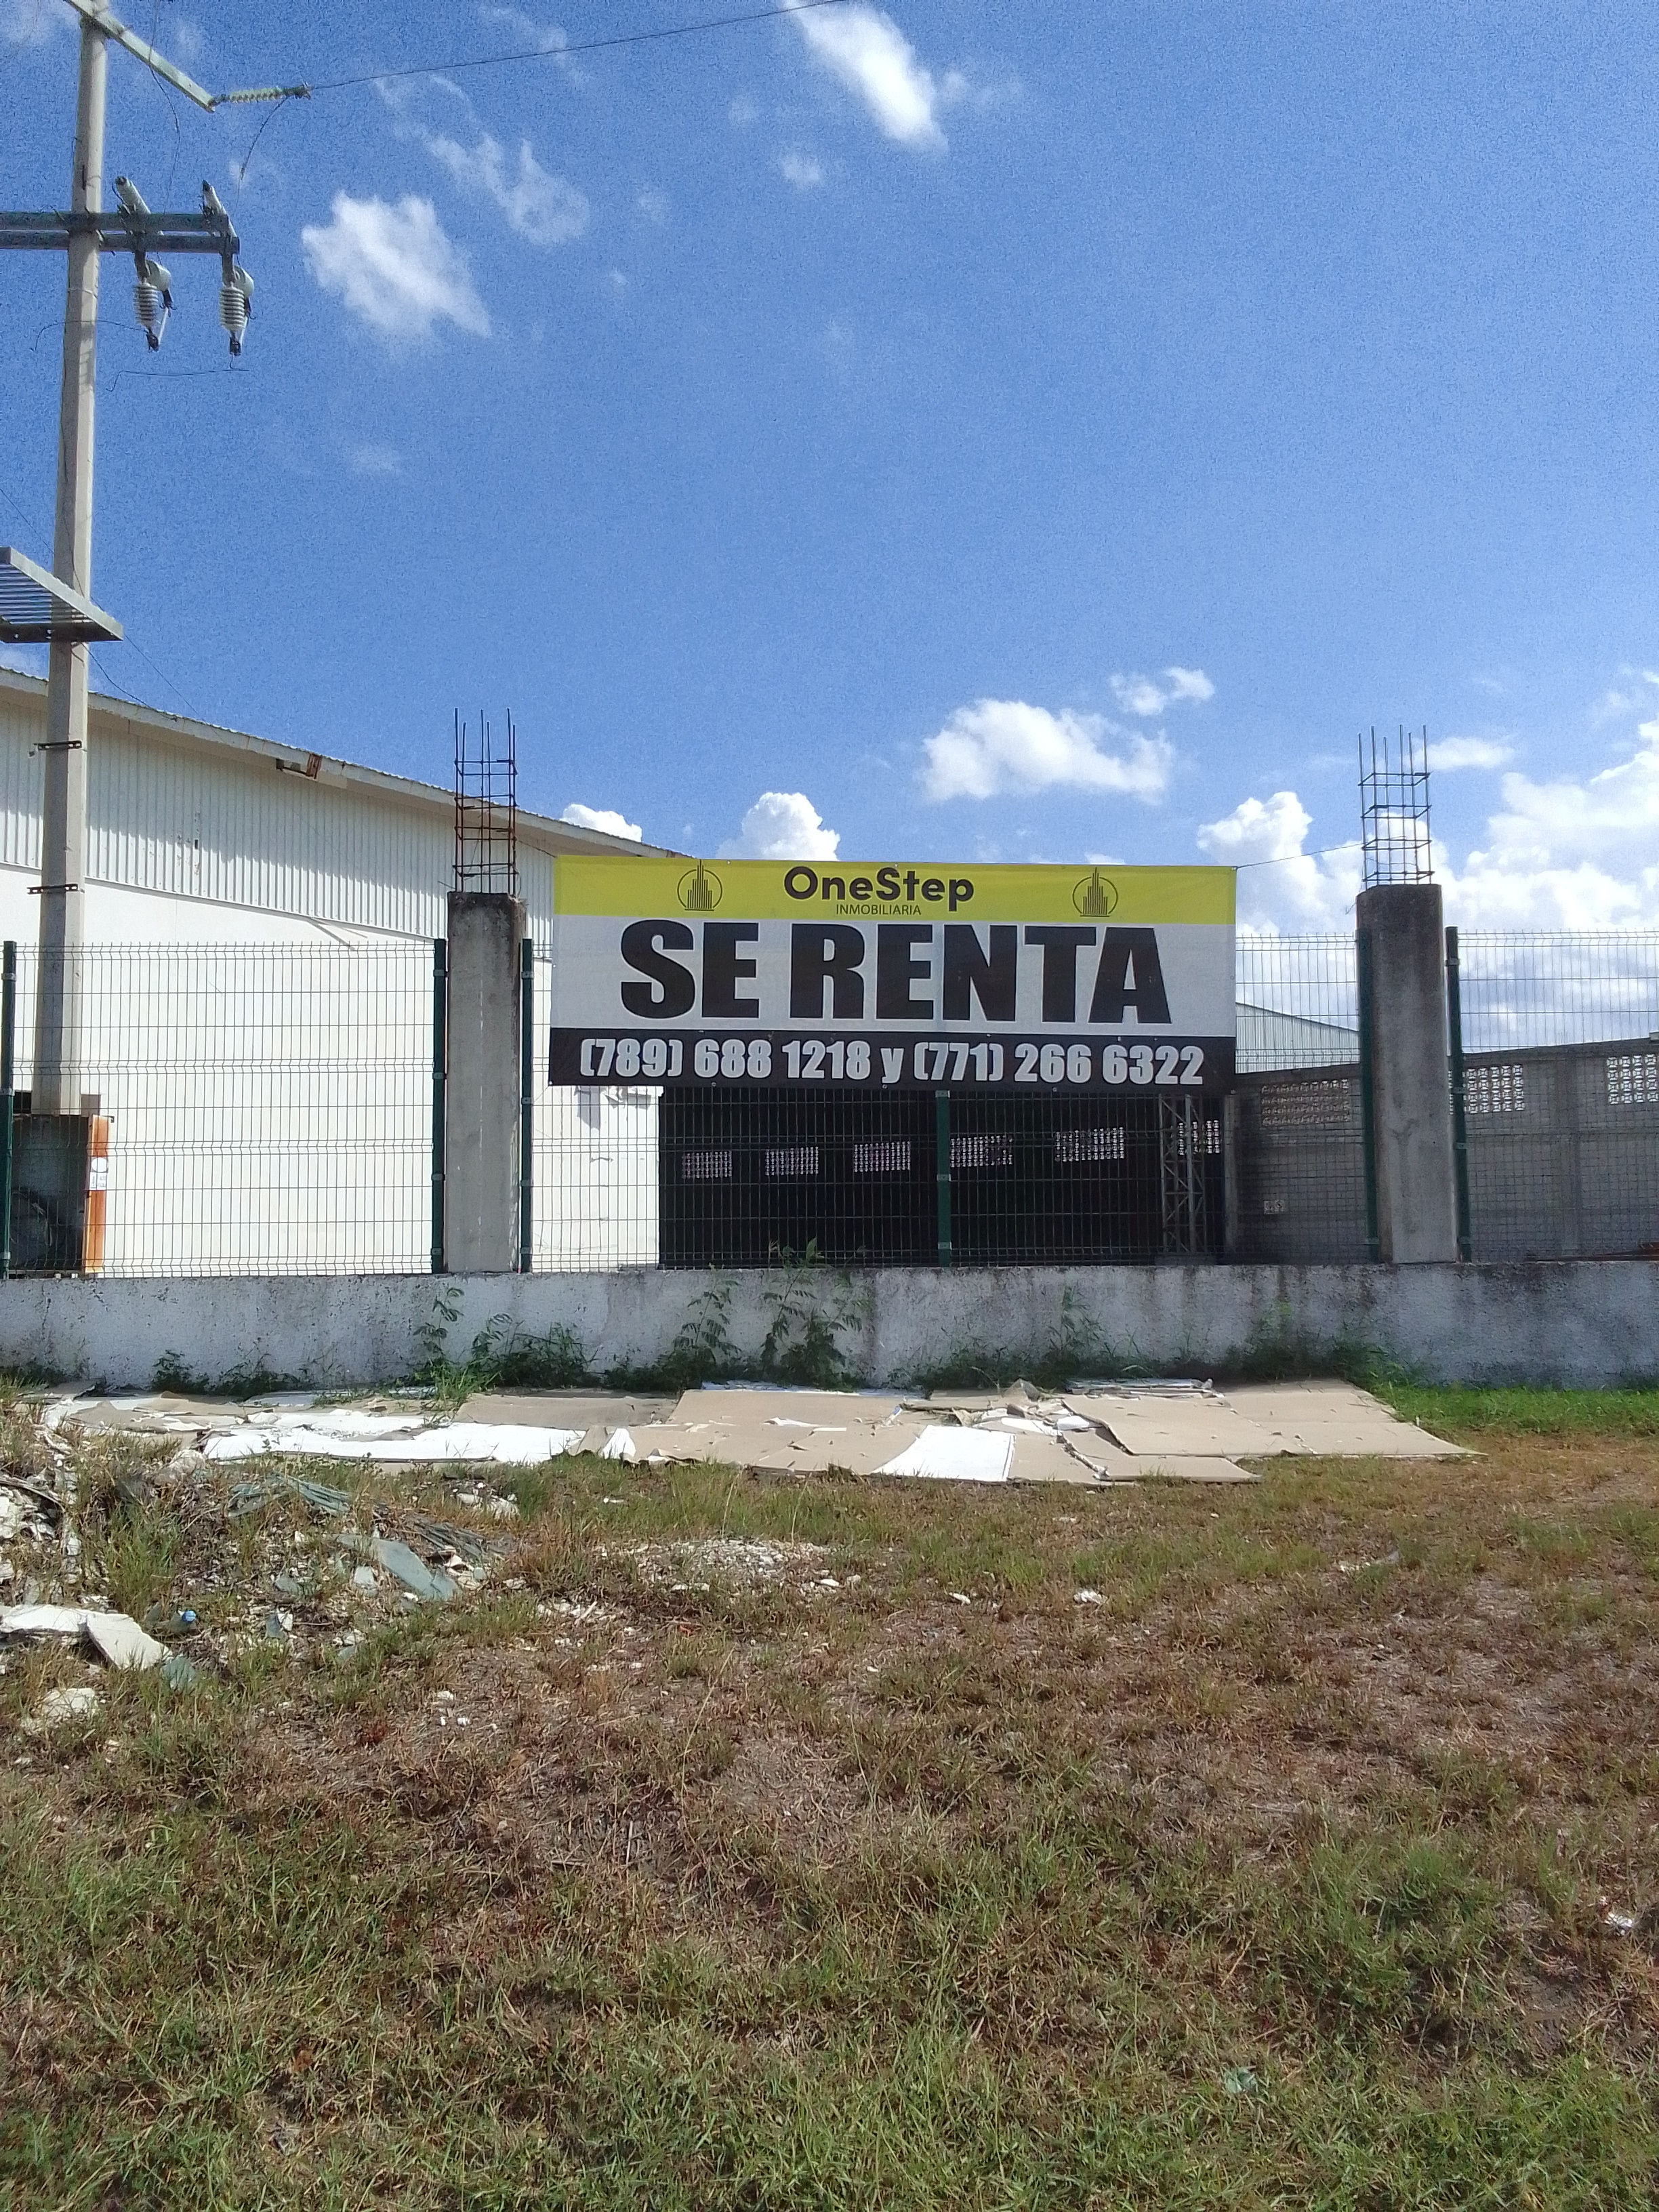 OneStep
INMOBILIARIA
SE RENTA
(789) 688 1218 y (771) 266 6322